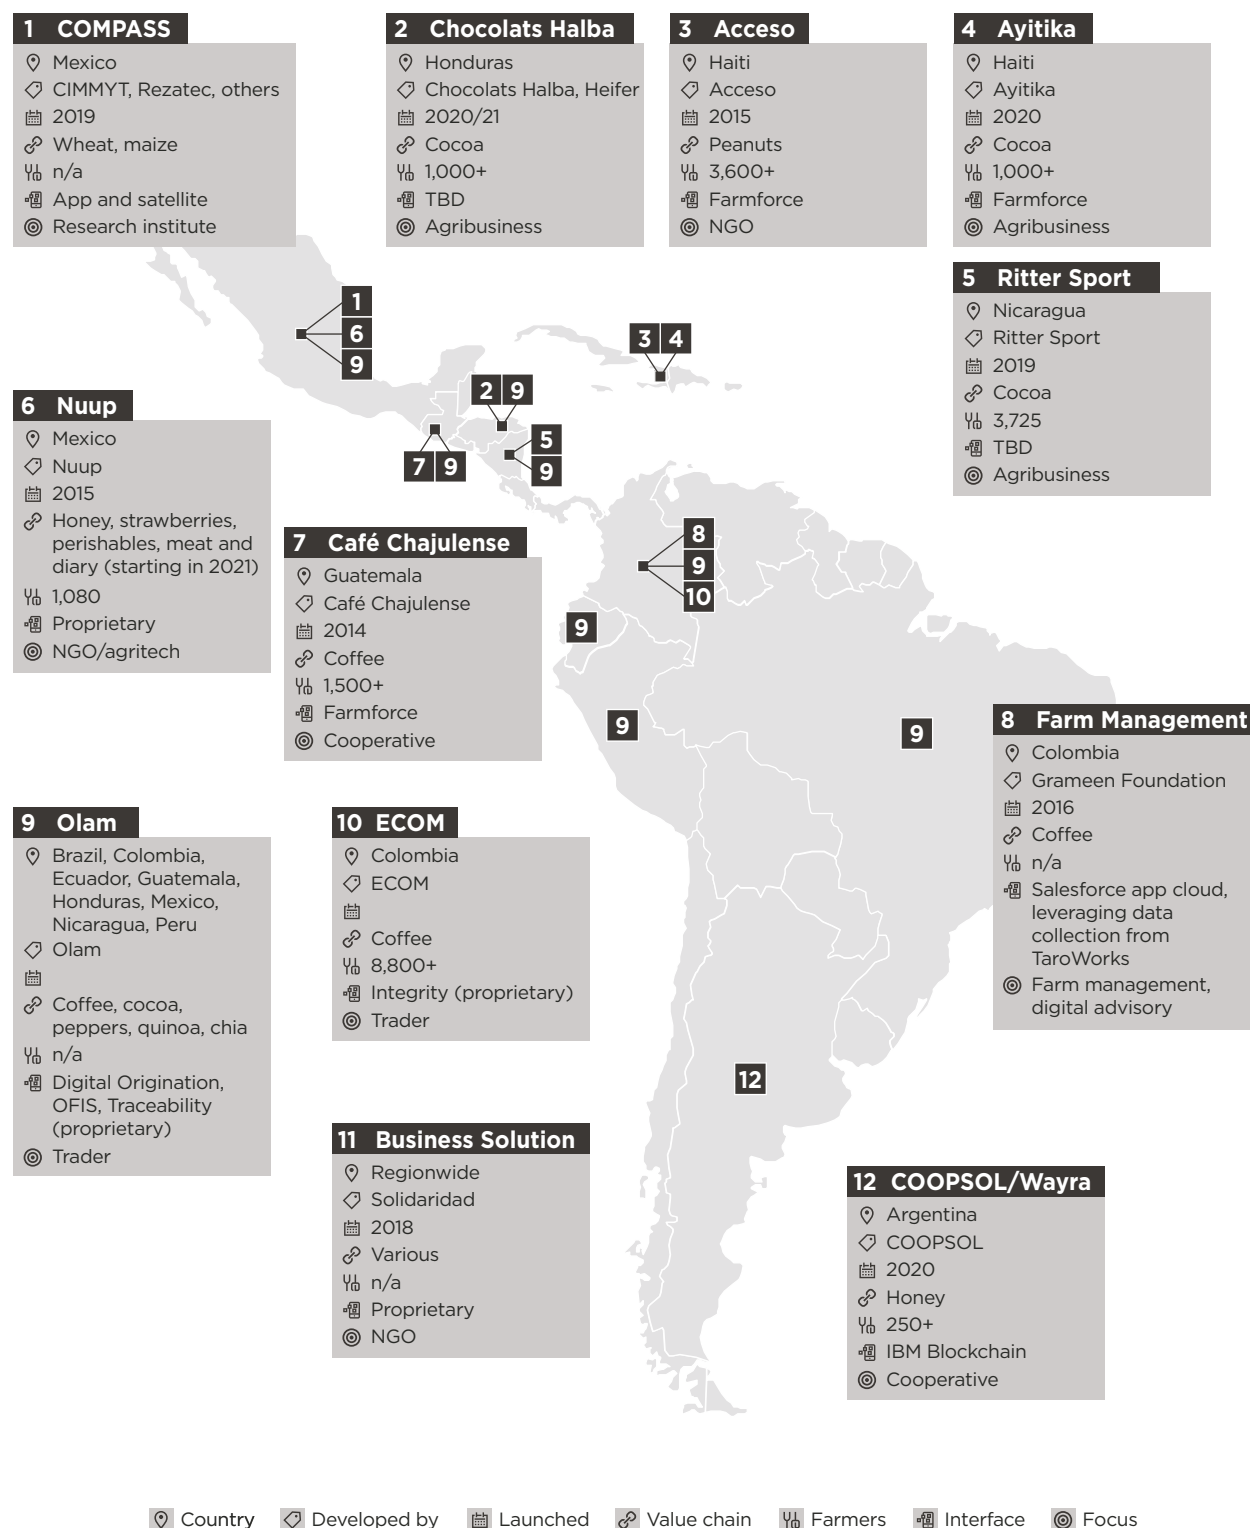 1 COMPASS
Mexico
CIMMYT, Rezatec, others
2019
Wheat, maize
n/a
App and satellite
Research institute
2 Chocolats Halba
Honduras
Chocolats Halba, Heifer
2020/21
Cocoa
1,000+
TBD
Agribusiness
3 Acceso
Haiti
Acceso
2015
Peanuts
3,600+
Farmforce
NGO
4 Ayitika
Haiti
Ayitika
2020
Cocoa
1,000+
Farmforce
Agribusiness
5 Ritter Sport
Nicaragua
Ritter Sport
2019
Cocoa
3,725
TBD
Agribusiness
1
6
9
3 4
2 9
5
9
7 9
6 Nuup
Mexico
Nuup
2015
Honey, strawberries,
perishables, meat and
diary (starting in 2021)
1,080
Proprietary
NGO/agritech
7 Café Chajulense
Guatemala
Café Chajulense
2014
Coffee
1,500+
Farmforce
Cooperative
8
9
10
9
9
9
8 Farm Management
Colombia
Grameen Foundation
2016
Coffee
n/a
Salesforce app cloud,
leveraging data
collection from
TaroWorks
Farm management,
digital advisory
9 Olam
Brazil, Colombia,
Ecuador, Guatemala,
Honduras, Mexico,
Nicaragua, Peru
Olam
Coffee, cocoa,
peppers, quinoa, chia
n/a
Digital Origination,
OFIS, Traceability
(proprietary)
Trader
10 ECOM
Colombia
ECOM
Coffee
8,800+
Integrity (proprietary)
Trader
12
11 Business Solution
Regionwide
Solidaridad
2018
Various
n/a
Proprietary
NGO
12 COOPSOL/Wayra
Argentina
COOPSOL
2020
Honey
250+
IBM Blockchain
Cooperative
Country Developed by Launched Value chain Farmers Interface Focus